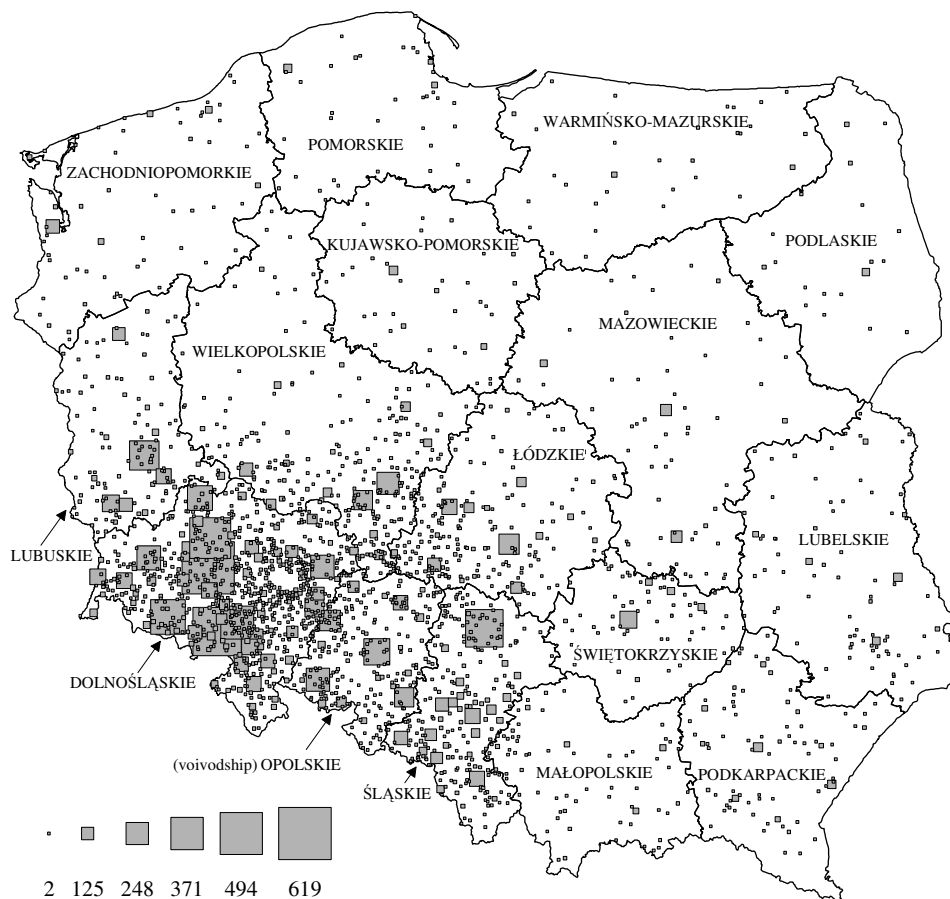 WARMIŃSKO-MAZURSKIE
POMORSKIE
ZACHODNIOPOMORKIE
KUJAWSKO-POMORSKIE
PODLASKIE
MAZOWIECKIE
WIELKOPOLSKIE
ŁÓDZKIE
LUBUSKIE
LUBELSKIE
ŚWIĘTOKRZYSKIE
DOLNOŚLĄSKIE
(voivodship) OPOLSKIE
MAŁOPOLSKIE
PODKARPACKIE
ŚLĄSKIE
2 125 248 371 494 619